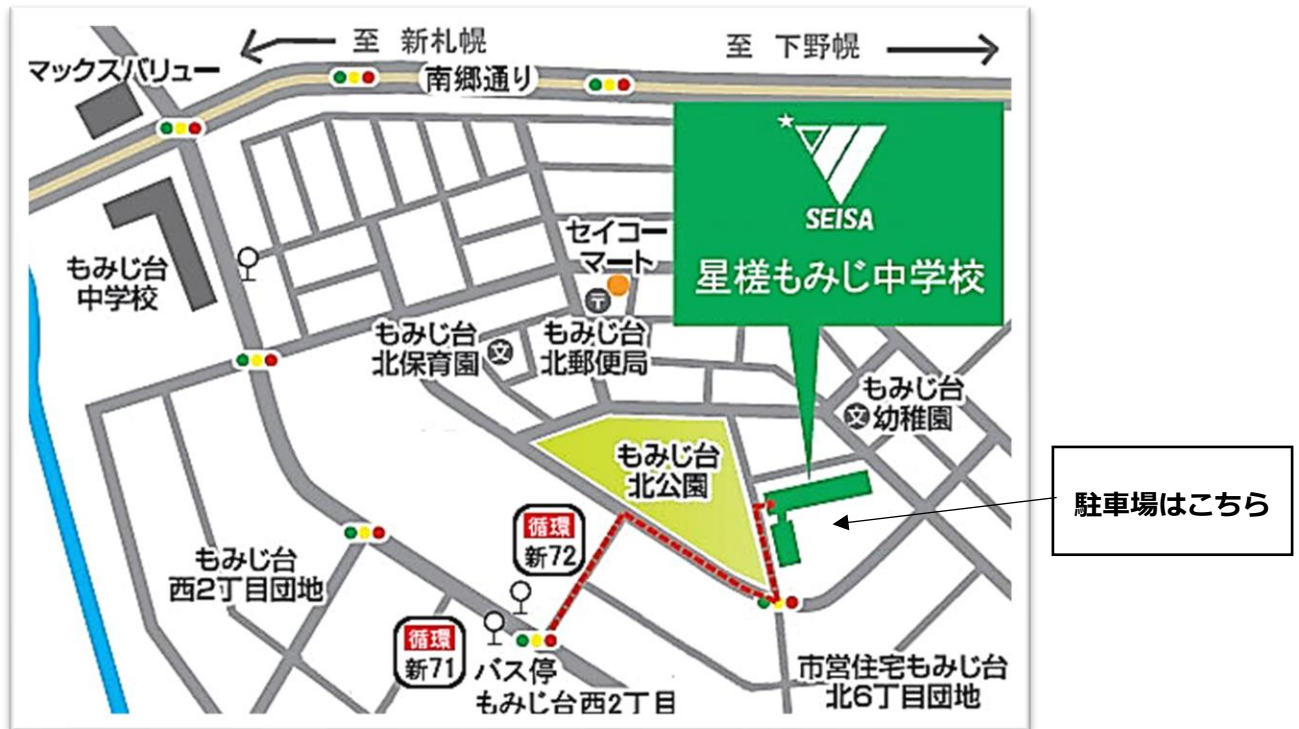 至 新札幌
至 下野幌
マックスバリュー
南郷通り
SEISA
星槎もみじ中学校
セイコー
マート
もみじ台
中学校
〒
もみじ台
北保育園
文
もみじ台
北郵便局
もみじ台
文幼稚園
もみじ台
北公園
駐車場はこちら
循環
新72
もみじ台
西2丁目団地
循環
新71
バス停
もみじ台西2丁目
市営住宅もみじ台
北6丁目団地